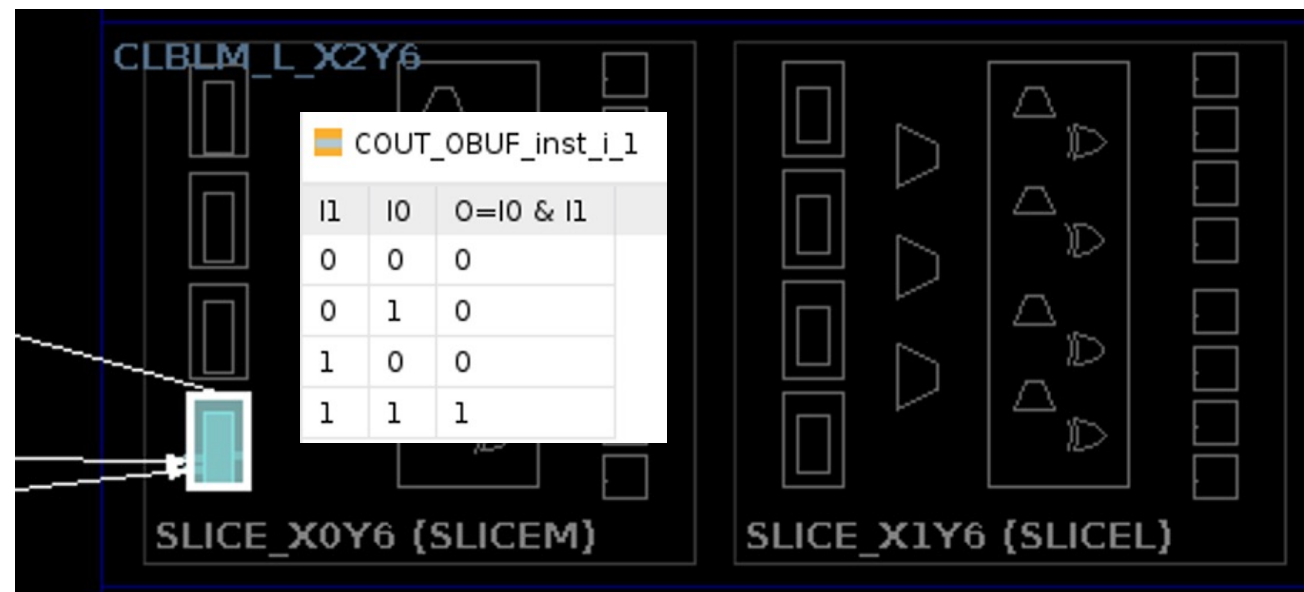 CLBLM_L_X2Y6
COUT_OBUF_inst_i_1
I1 I0 O=I0 & I1
0 0 0
0 1 0
1 0 0
1 1 1
SLICE_X0Y6 (SLICEM)
SLICE_X1Y6 (SLICEL)